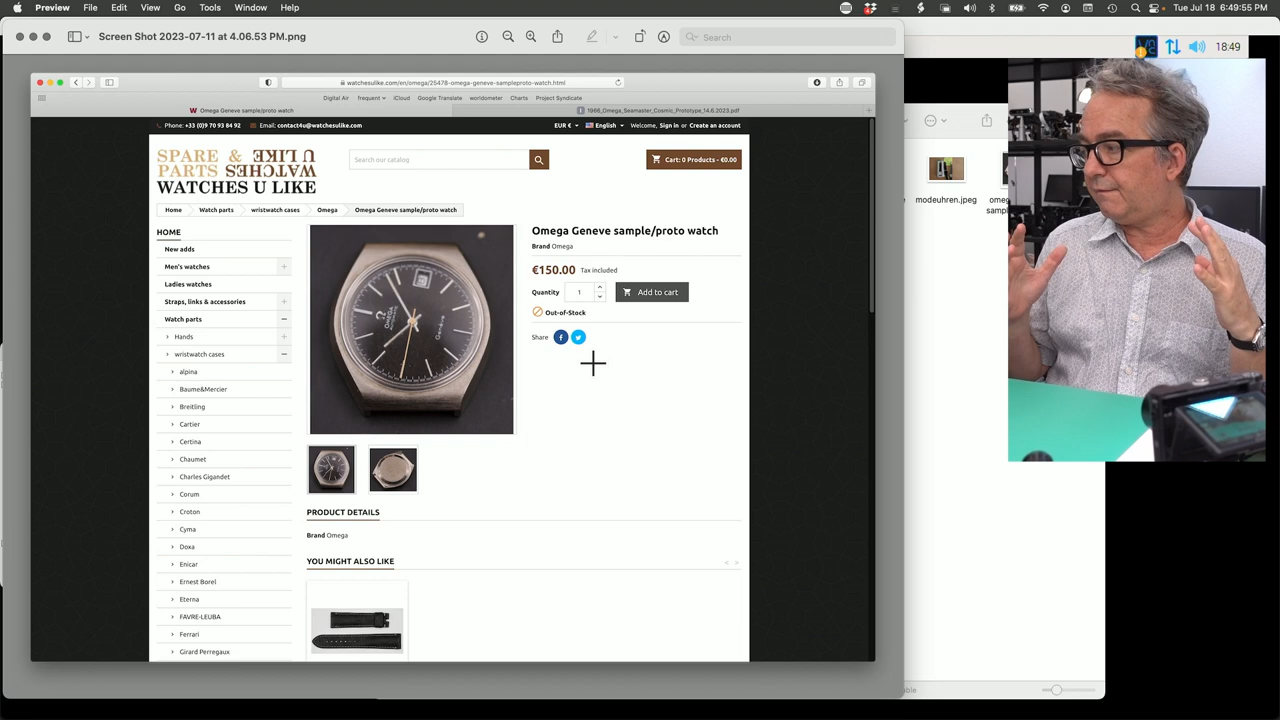 Preview File Edit View Go Tools Window Help
Tue Jul 18 6:49:55 PM
Screen Shot 2023-07-11 at 4.06.53 PM.png
Search
18:49
watchesulike.com/en/omega/25478-omega-geneve-sampleproto-watch.html
Digital Air frequent iCloud Google Translate worldometer Charts Project Syndicate
Omega Geneve sample/proto watch
1966_Omega_Seamaster_Cosmic_Prototype_14.6.2023.pdf
Phone: +33 (0)9 70 93 84 92 Email: contact4u@watchesulike.com
EUR € English Welcome, Sign in or Create an account
SPARE & WATCHES
PARTS U LIKE
WATCHES U LIKE
Search our catalog
Cart: 0 Products - €0.00
Home Watch parts wristwatch cases Omega Omega Geneve sample/proto watch
HOME
New adds
Men's watches
Ladies watches
Straps, links & accessories
Watch parts
Hands
wristwatch cases
alpina
Baume&Mercier
Breitling
Cartier
Certina
Chaumet
Charles Gigandet
Corum
Croton
Cyma
Doxa
Enicar
Ernest Borel
Eterna
FAVRE-LEUBA
Ferrari
Girard Perregaux
Ω
OMEGA
Genève
Omega Geneve sample/proto watch
Brand Omega
€150.00 Tax included
Quantity 1 Add to cart
Out-of-Stock
Share
PRODUCT DETAILS
Brand Omega
YOU MIGHT ALSO LIKE
modeuhren.jpeg